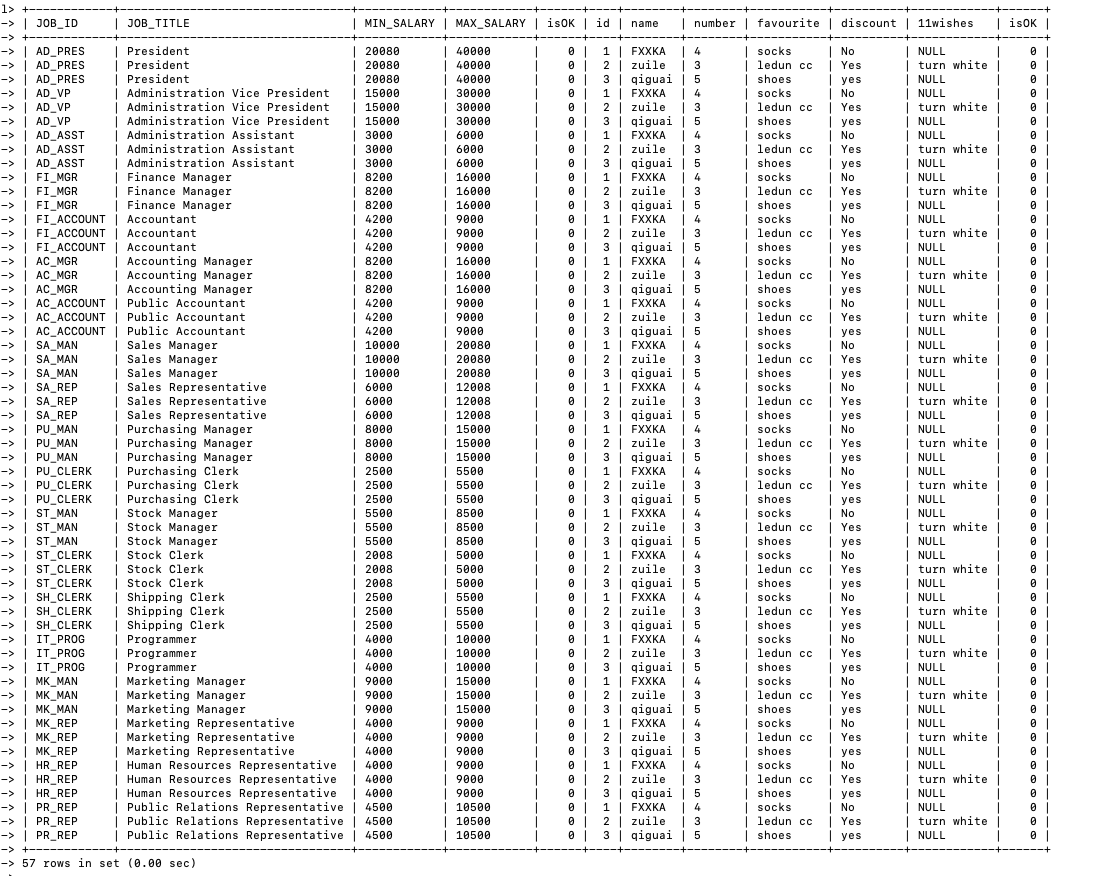 1> +------------+---------------------------------+------------+------------+------+----+--------+--------+-----------+----------+------------+------+
-> | JOB_ID | JOB_TITLE | MIN_SALARY | MAX_SALARY | isOK | id | name | number | favourite | discount | 11wishes | isOK |
-> +------------+---------------------------------+------------+------------+------+----+--------+--------+-----------+----------+------------+------+
-> | AD_PRES | President | 20080 | 40000 | 0 | 1 | FXXKA | 4 | socks | No | NULL | 0 |
-> | AD_PRES | President | 20080 | 40000 | 0 | 2 | zuile | 3 | ledun cc | Yes | turn white | 0 |
-> | AD_PRES | President | 20080 | 40000 | 0 | 3 | qiguai | 5 | shoes | yes | NULL | 0 |
-> | AD_VP | Administration Vice President | 15000 | 30000 | 0 | 1 | FXXKA | 4 | socks | No | NULL | 0 |
-> | AD_VP | Administration Vice President | 15000 | 30000 | 0 | 2 | zuile | 3 | ledun cc | Yes | turn white | 0 |
-> | AD_VP | Administration Vice President | 15000 | 30000 | 0 | 3 | qiguai | 5 | shoes | yes | NULL | 0 |
-> | AD_ASST | Administration Assistant | 3000 | 6000 | 0 | 1 | FXXKA | 4 | socks | No | NULL | 0 |
-> | AD_ASST | Administration Assistant | 3000 | 6000 | 0 | 2 | zuile | 3 | ledun cc | Yes | turn white | 0 |
-> | AD_ASST | Administration Assistant | 3000 | 6000 | 0 | 3 | qiguai | 5 | shoes | yes | NULL | 0 |
-> | FI_MGR | Finance Manager | 8200 | 16000 | 0 | 1 | FXXKA | 4 | socks | No | NULL | 0 |
-> | FI_MGR | Finance Manager | 8200 | 16000 | 0 | 2 | zuile | 3 | ledun cc | Yes | turn white | 0 |
-> | FI_MGR | Finance Manager | 8200 | 16000 | 0 | 3 | qiguai | 5 | shoes | yes | NULL | 0 |
-> | FI_ACCOUNT | Accountant | 4200 | 9000 | 0 | 1 | FXXKA | 4 | socks | No | NULL | 0 |
-> | FI_ACCOUNT | Accountant | 4200 | 9000 | 0 | 2 | zuile | 3 | ledun cc | Yes | turn white | 0 |
-> | FI_ACCOUNT | Accountant | 4200 | 9000 | 0 | 3 | qiguai | 5 | shoes | yes | NULL | 0 |
-> | AC_MGR | Accounting Manager | 8200 | 16000 | 0 | 1 | FXXKA | 4 | socks | No | NULL | 0 |
-> | AC_MGR | Accounting Manager | 8200 | 16000 | 0 | 2 | zuile | 3 | ledun cc | Yes | turn white | 0 |
-> | AC_MGR | Accounting Manager | 8200 | 16000 | 0 | 3 | qiguai | 5 | shoes | yes | NULL | 0 |
-> | AC_ACCOUNT | Public Accountant | 4200 | 9000 | 0 | 1 | FXXKA | 4 | socks | No | NULL | 0 |
-> | AC_ACCOUNT | Public Accountant | 4200 | 9000 | 0 | 2 | zuile | 3 | ledun cc | Yes | turn white | 0 |
-> | AC_ACCOUNT | Public Accountant | 4200 | 9000 | 0 | 3 | qiguai | 5 | shoes | yes | NULL | 0 |
-> | SA_MAN | Sales Manager | 10000 | 20080 | 0 | 1 | FXXKA | 4 | socks | No | NULL | 0 |
-> | SA_MAN | Sales Manager | 10000 | 20080 | 0 | 2 | zuile | 3 | ledun cc | Yes | turn white | 0 |
-> | SA_MAN | Sales Manager | 10000 | 20080 | 0 | 3 | qiguai | 5 | shoes | yes | NULL | 0 |
-> | SA_REP | Sales Representative | 6000 | 12008 | 0 | 1 | FXXKA | 4 | socks | No | NULL | 0 |
-> | SA_REP | Sales Representative | 6000 | 12008 | 0 | 2 | zuile | 3 | ledun cc | Yes | turn white | 0 |
-> | SA_REP | Sales Representative | 6000 | 12008 | 0 | 3 | qiguai | 5 | shoes | yes | NULL | 0 |
-> | PU_MAN | Purchasing Manager | 8000 | 15000 | 0 | 1 | FXXKA | 4 | socks | No | NULL | 0 |
-> | PU_MAN | Purchasing Manager | 8000 | 15000 | 0 | 2 | zuile | 3 | ledun cc | Yes | turn white | 0 |
-> | PU_MAN | Purchasing Manager | 8000 | 15000 | 0 | 3 | qiguai | 5 | shoes | yes | NULL | 0 |
-> | PU_CLERK | Purchasing Clerk | 2500 | 5500 | 0 | 1 | FXXKA | 4 | socks | No | NULL | 0 |
-> | PU_CLERK | Purchasing Clerk | 2500 | 5500 | 0 | 2 | zuile | 3 | ledun cc | Yes | turn white | 0 |
-> | PU_CLERK | Purchasing Clerk | 2500 | 5500 | 0 | 3 | qiguai | 5 | shoes | yes | NULL | 0 |
-> | ST_MAN | Stock Manager | 5500 | 8500 | 0 | 1 | FXXKA | 4 | socks | No | NULL | 0 |
-> | ST_MAN | Stock Manager | 5500 | 8500 | 0 | 2 | zuile | 3 | ledun cc | Yes | turn white | 0 |
-> | ST_MAN | Stock Manager | 5500 | 8500 | 0 | 3 | qiguai | 5 | shoes | yes | NULL | 0 |
-> | ST_CLERK | Stock Clerk | 2008 | 5000 | 0 | 1 | FXXKA | 4 | socks | No | NULL | 0 |
-> | ST_CLERK | Stock Clerk | 2008 | 5000 | 0 | 2 | zuile | 3 | ledun cc | Yes | turn white | 0 |
-> | ST_CLERK | Stock Clerk | 2008 | 5000 | 0 | 3 | qiguai | 5 | shoes | yes | NULL | 0 |
-> | SH_CLERK | Shipping Clerk | 2500 | 5500 | 0 | 1 | FXXKA | 4 | socks | No | NULL | 0 |
-> | SH_CLERK | Shipping Clerk | 2500 | 5500 | 0 | 2 | zuile | 3 | ledun cc | Yes | turn white | 0 |
-> | SH_CLERK | Shipping Clerk | 2500 | 5500 | 0 | 3 | qiguai | 5 | shoes | yes | NULL | 0 |
-> | IT_PROG | Programmer | 4000 | 10000 | 0 | 1 | FXXKA | 4 | socks | No | NULL | 0 |
-> | IT_PROG | Programmer | 4000 | 10000 | 0 | 2 | zuile | 3 | ledun cc | Yes | turn white | 0 |
-> | IT_PROG | Programmer | 4000 | 10000 | 0 | 3 | qiguai | 5 | shoes | yes | NULL | 0 |
-> | MK_MAN | Marketing Manager | 9000 | 15000 | 0 | 1 | FXXKA | 4 | socks | No | NULL | 0 |
-> | MK_MAN | Marketing Manager | 9000 | 15000 | 0 | 2 | zuile | 3 | ledun cc | Yes | turn white | 0 |
-> | MK_MAN | Marketing Manager | 9000 | 15000 | 0 | 3 | qiguai | 5 | shoes | yes | NULL | 0 |
-> | MK_REP | Marketing Representative | 4000 | 9000 | 0 | 1 | FXXKA | 4 | socks | No | NULL | 0 |
-> | MK_REP | Marketing Representative | 4000 | 9000 | 0 | 2 | zuile | 3 | ledun cc | Yes | turn white | 0 |
-> | MK_REP | Marketing Representative | 4000 | 9000 | 0 | 3 | qiguai | 5 | shoes | yes | NULL | 0 |
-> | HR_REP | Human Resources Representative | 4000 | 9000 | 0 | 1 | FXXKA | 4 | socks | No | NULL | 0 |
-> | HR_REP | Human Resources Representative | 4000 | 9000 | 0 | 2 | zuile | 3 | ledun cc | Yes | turn white | 0 |
-> | HR_REP | Human Resources Representative | 4000 | 9000 | 0 | 3 | qiguai | 5 | shoes | yes | NULL | 0 |
-> | PR_REP | Public Relations Representative | 4500 | 10500 | 0 | 1 | FXXKA | 4 | socks | No | NULL | 0 |
-> | PR_REP | Public Relations Representative | 4500 | 10500 | 0 | 2 | zuile | 3 | ledun cc | Yes | turn white | 0 |
-> | PR_REP | Public Relations Representative | 4500 | 10500 | 0 | 3 | qiguai | 5 | shoes | yes | NULL | 0 |
-> +------------+---------------------------------+------------+------------+------+----+--------+--------+-----------+----------+------------+------+
-> 57 rows in set (0.00 sec)